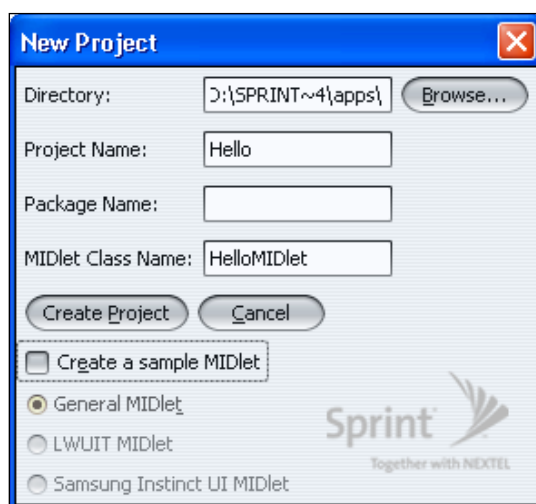 New Project
Directory: D:\SPRINT~4\apps\ Browse...
Project Name: Hello
Package Name:
MIDlet Class Name: HelloMIDlet
Create Project Cancel
Create a sample MIDlet
General MIDlet
LWUIT MIDlet
Samsung Instinct UI MIDlet
Sprint
Together with NEXTEL